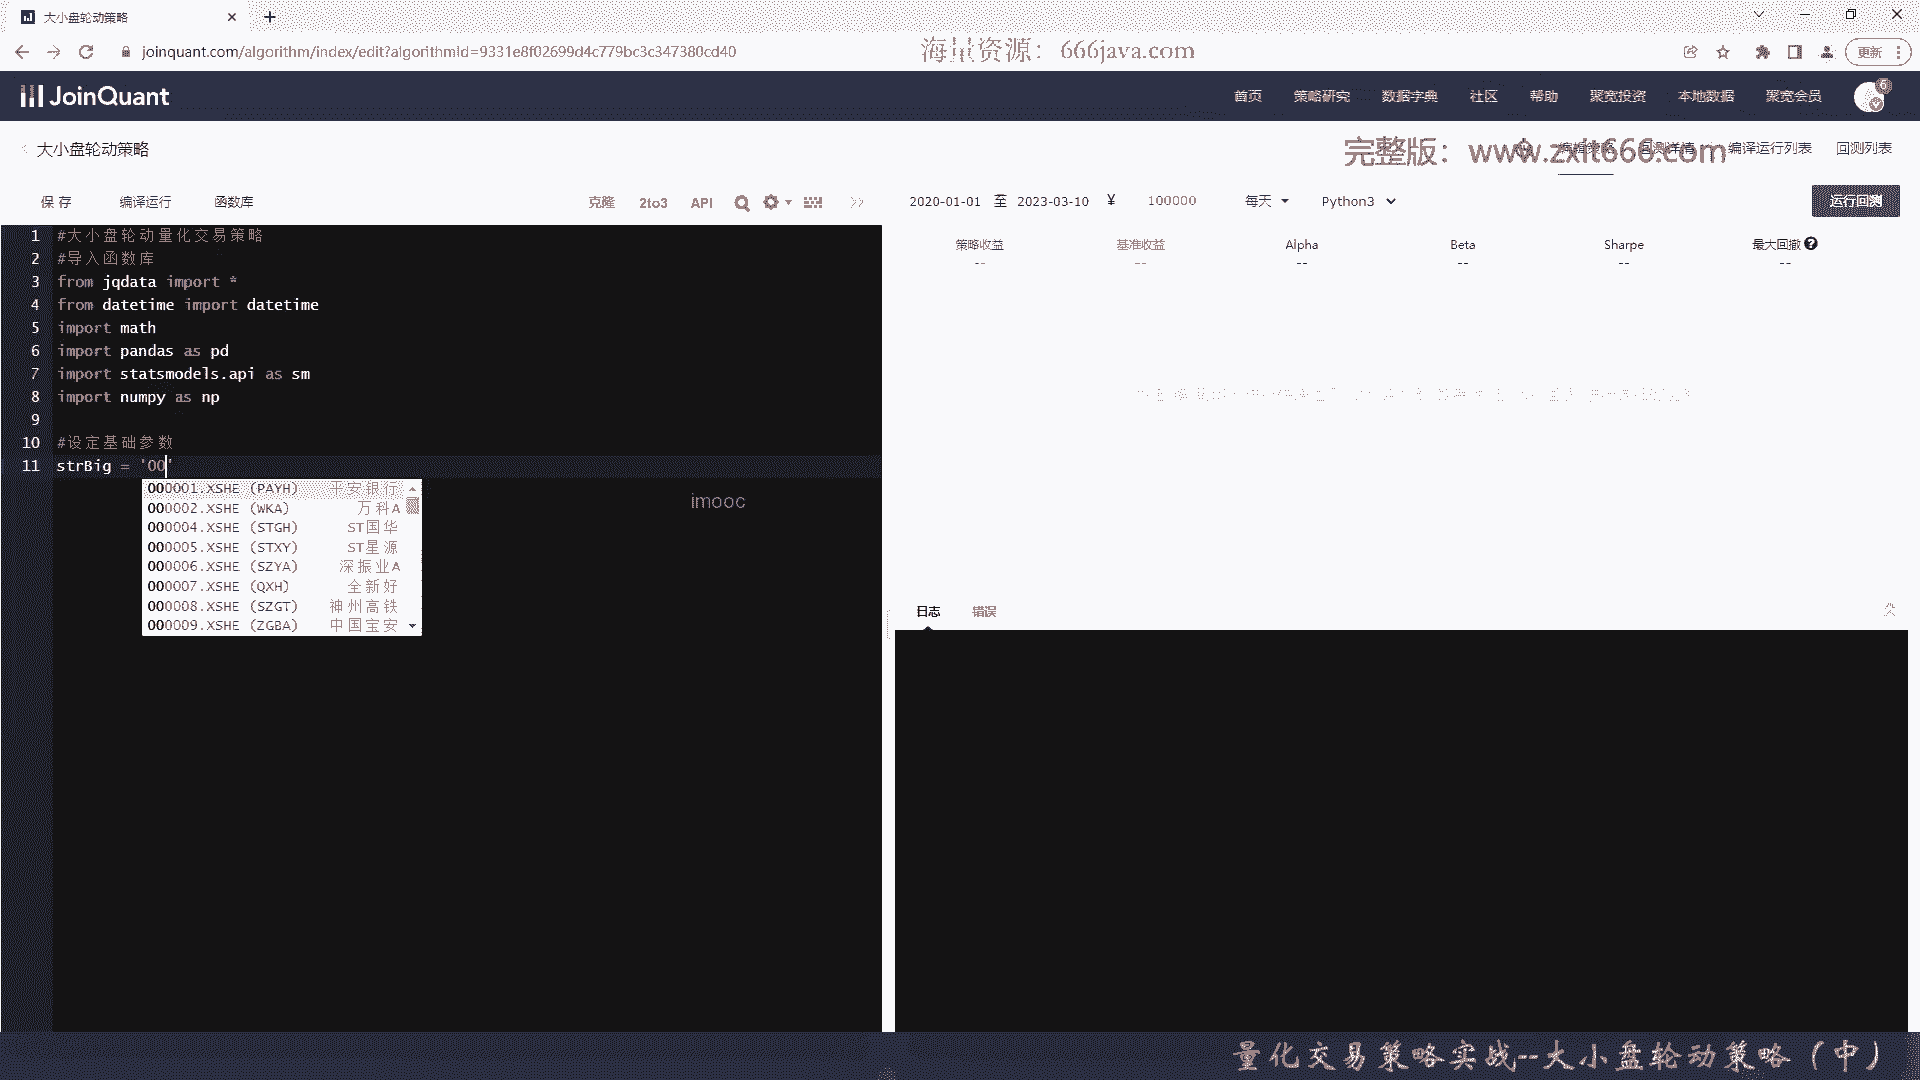 大小盘轮动策略
joinquant.com/algorithm/index/edit?algorithmId=9331e8f02699d4c779bc3c347380cd40
海量资源：666java.com
更新
JoinQuant
首页 策略研究 数据字典 社区 帮助 聚宽投资 本地数据 聚宽会员
6
大小盘轮动策略
完整版：www.zxit666.com
编辑策略 回测详情 编译运行列表 回测列表
保存 编译运行 函数库 克隆 2to3 API
2020-01-01 至 2023-03-10 ¥ 100000 每天 Python3 运行回测
策略收益 基准收益 Alpha Beta Sharpe 最大回撤
-- -- -- -- -- --
1 #大小盘轮动量化交易策略
2 #导入函数库
3 from jqdata import *
4 from datetime import datetime
5 import math
6 import pandas as pd
7 import statsmodels.api as sm
8 import numpy as np
9
10 #设定基础参数
11 strBig = '00'
000001.XSHE (PAYH) 平安银行
000002.XSHE (WKA) 万科A
000004.XSHE (STGH) ST国华
000005.XSHE (STXY) ST星源
000006.XSHE (SZYA) 深振业A
000007.XSHE (QXH) 全新好
000008.XSHE (SZGT) 神州高铁
000009.XSHE (ZGBA) 中国宝安
imooc
日志 错误
量化交易策略实战--大小盘轮动策略（中）